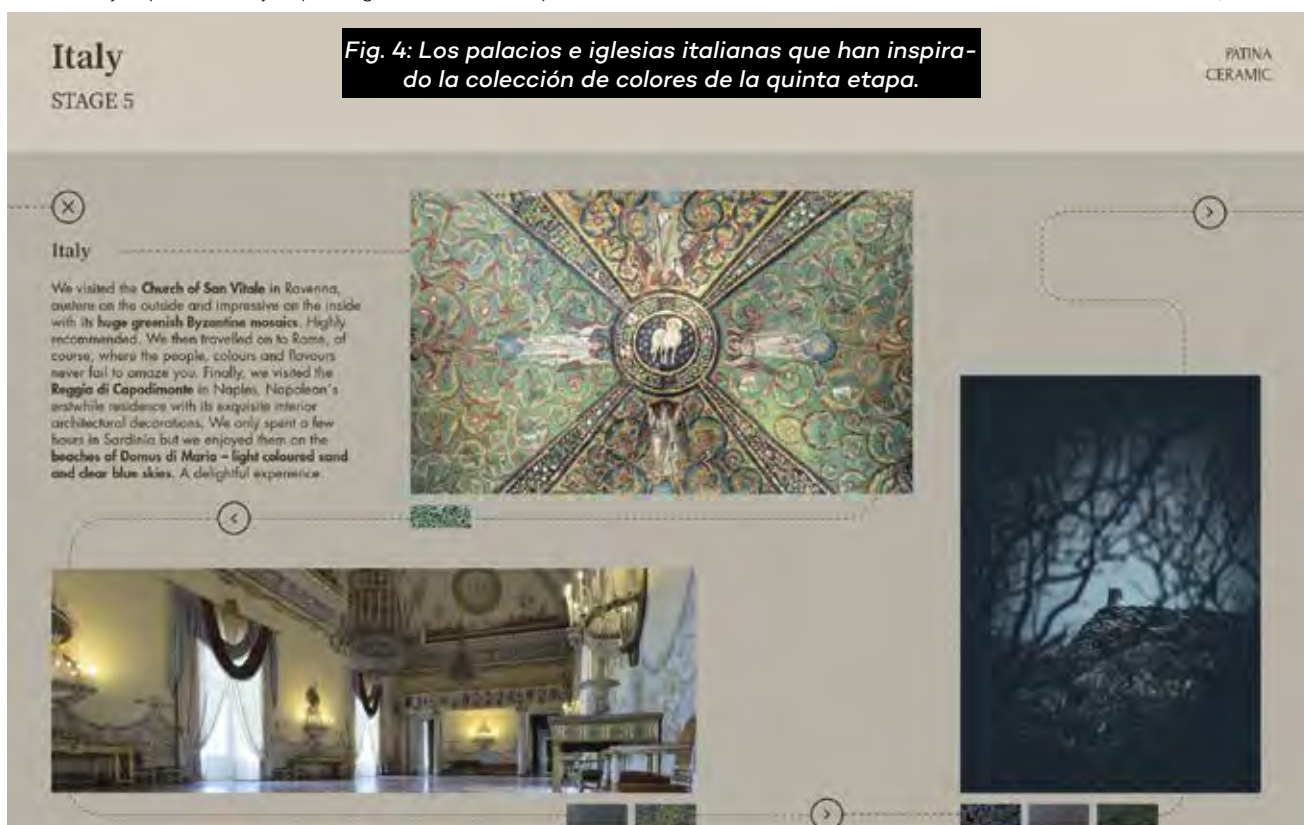 Italy
STAGE 5
Fig. 4: Los palacios e iglesias italianas que han inspira-
do la colección de colores de la quinta etapa.
PATINA
CERAMIC
Italy
We visited the Church of San Vitale in Ravenna,
austere on the outside and impressive on the inside
with its huge greenish Byzantine mosaics. Highly
recommended. We then travelled on to Rome, of
course, where the people, colours and flavours
never fail to amaze you. Finally, we visited the
Reggia di Capodimonte in Naples, Napolean's
erstwhile residence with its exquisite interior
architectural decorations. We only spent a few
hours in Sardinia but we enjoyed them on the
beaches of Domus di Maria – light coloured sand
and clear blue skies. A delightful experience.